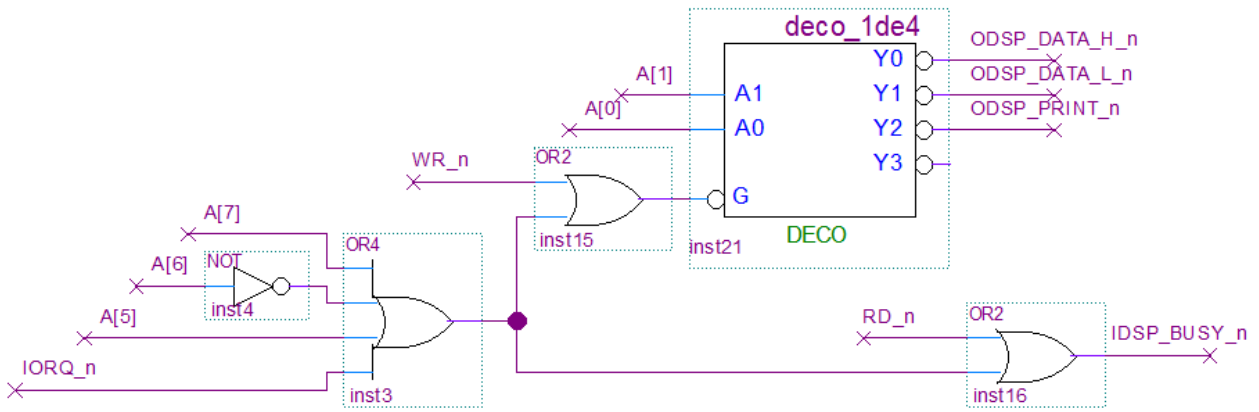 deco_1de4
ODSP_DATA_H_n
Y0
A[1]
ODSP_DATA_L_n
A1
Y1
A[0]
ODSP_PRINT_n
A0
Y2
OR2
WR_n
Y3
G
A[7]
inst15
inst21
DECO
OR4
A[6]
NOT
inst4
A[5]
RD_n
OR2
IDSP_BUSY_n
IORQ_n
inst3
inst16